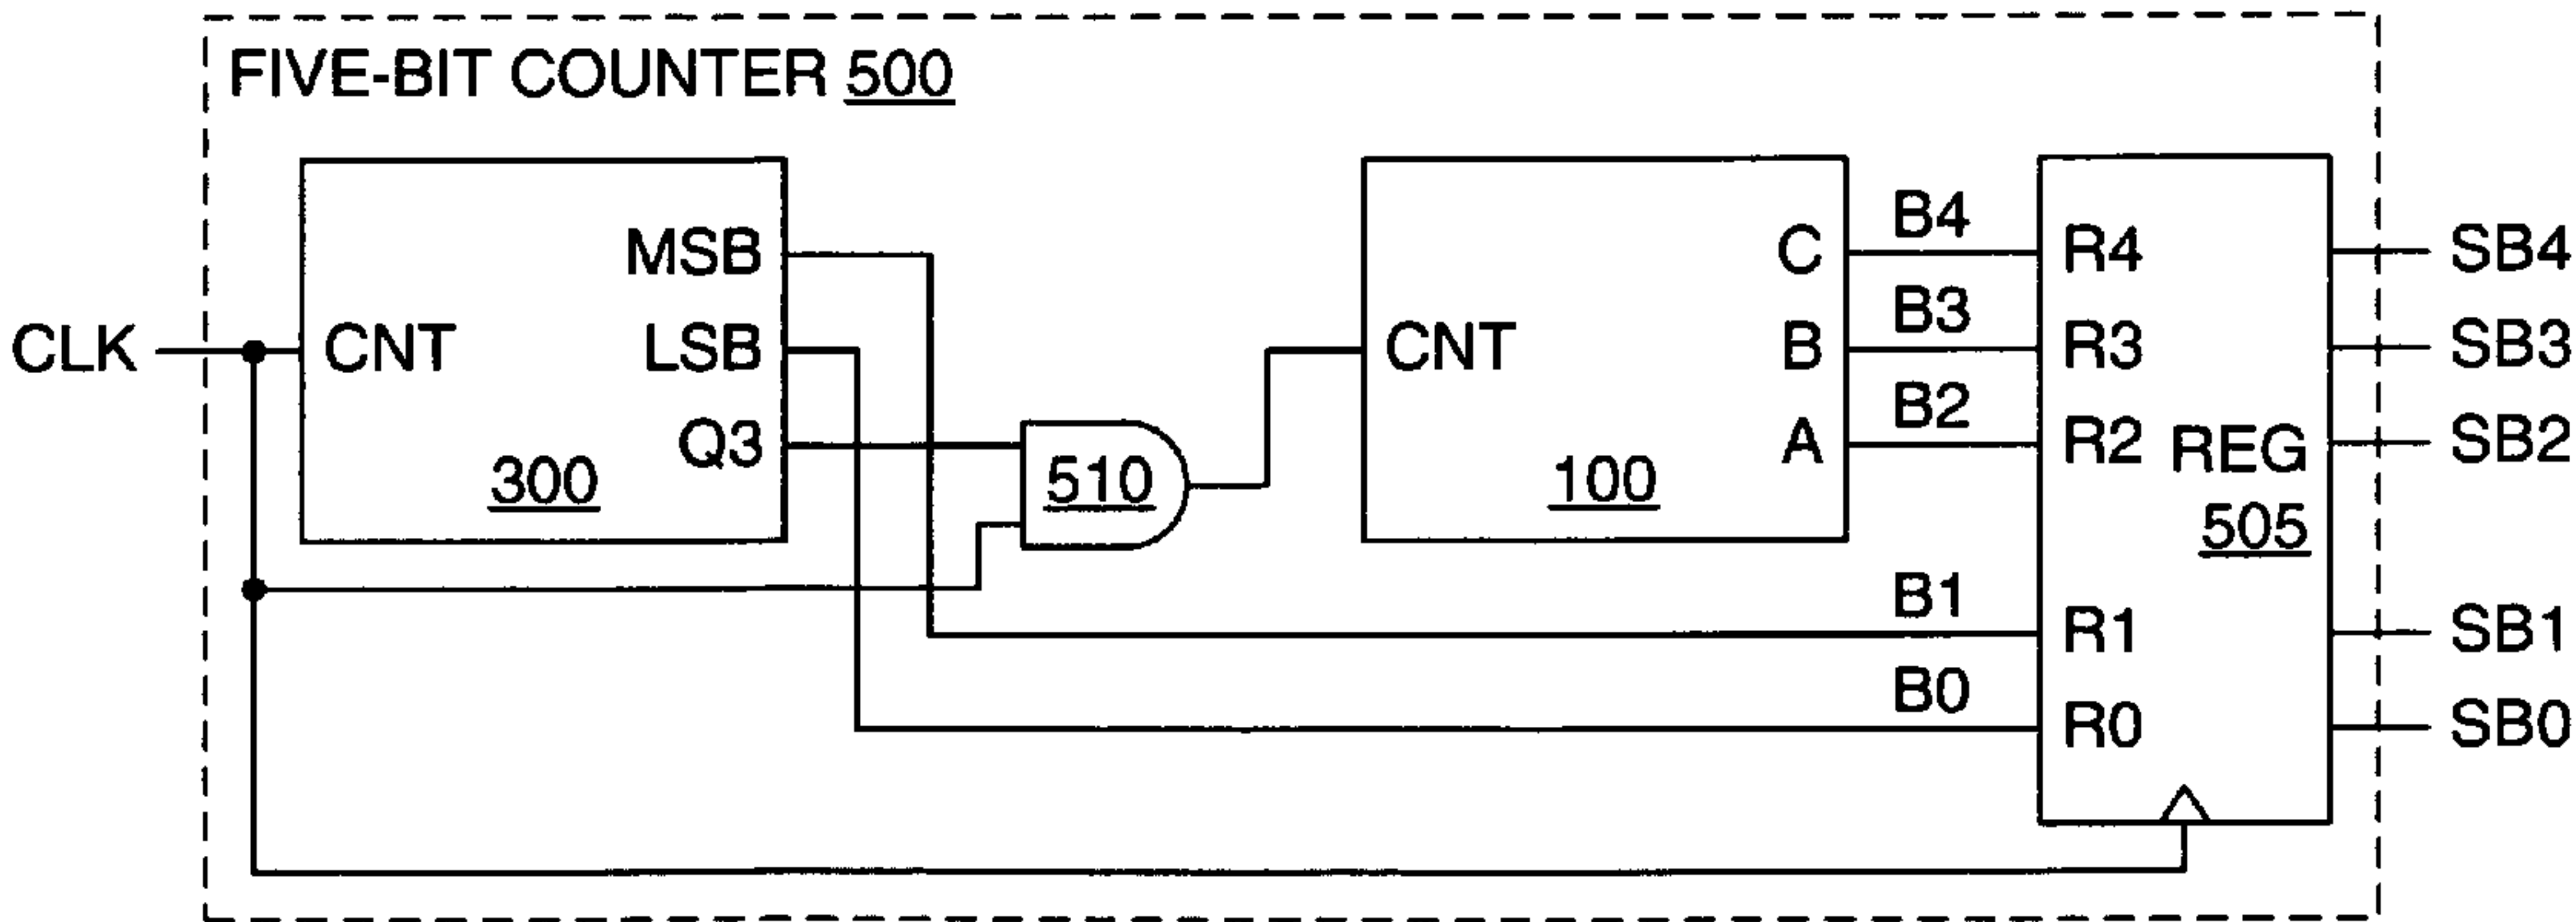 FIVE-BIT COUNTER 500
CLK
CNT
MSB
LSB
Q3
300
510
CNT
C
B
A
100
B4
B3
B2
B1
B0
R4
R3
R2
R1
R0
REG
505
SB4
SB3
SB2
SB1
SB0